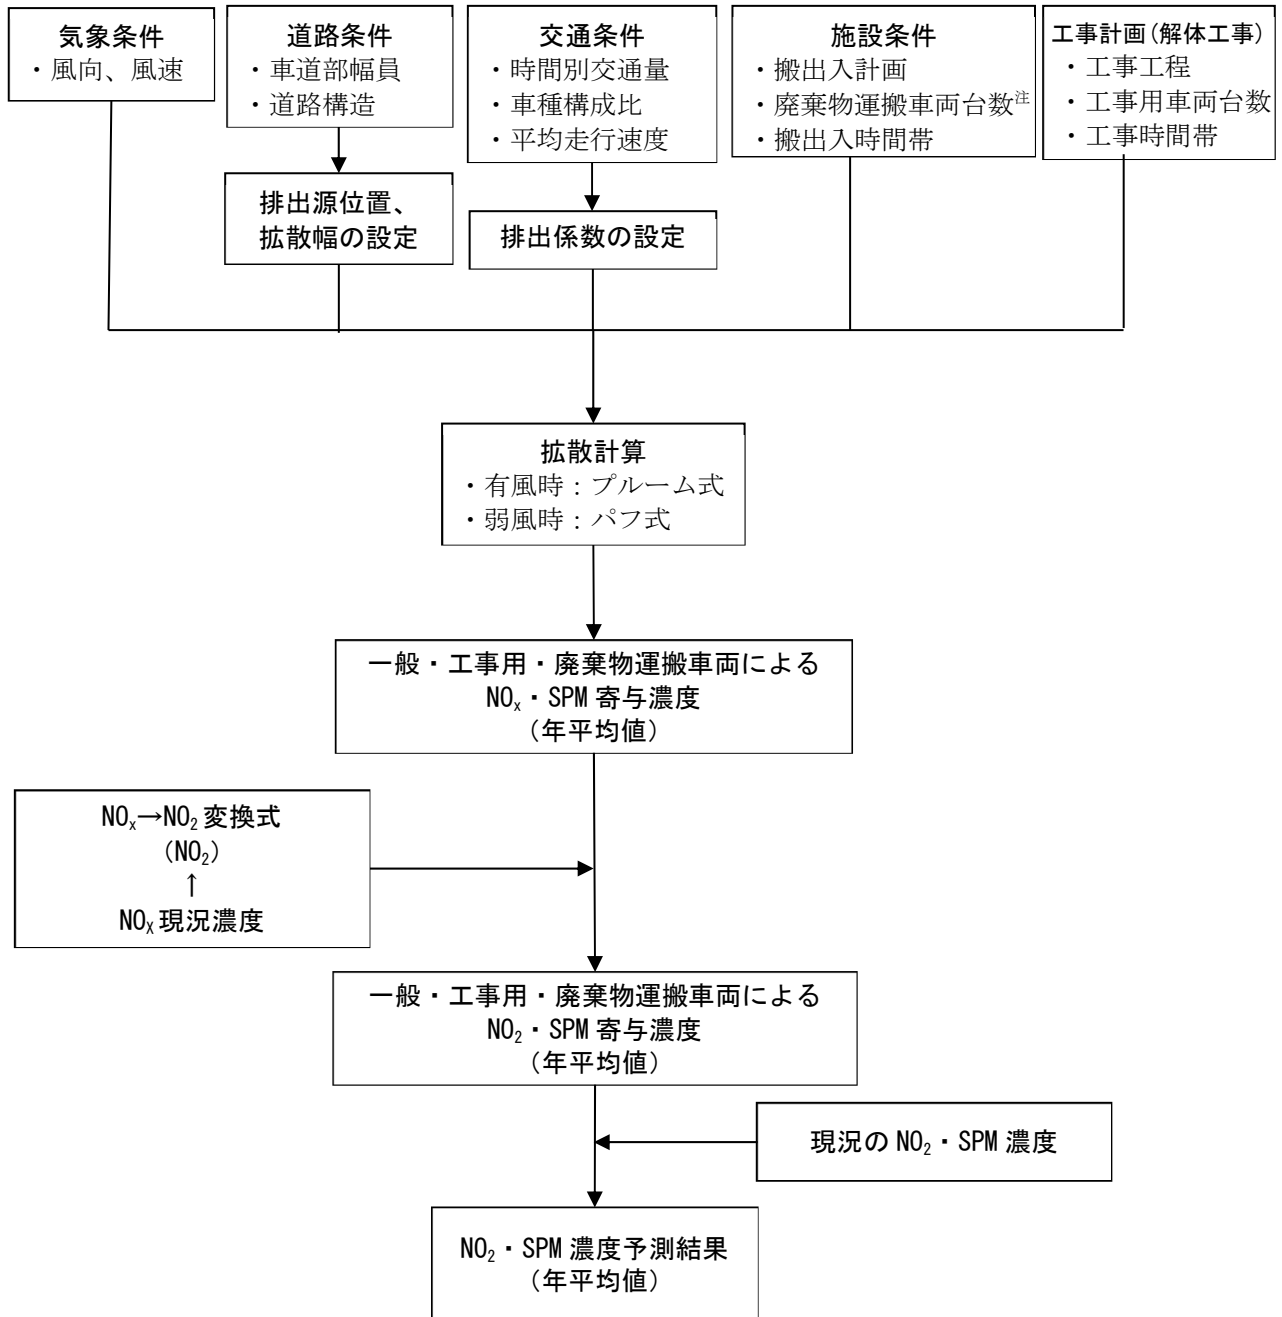 気象条件
・風向、風速
道路条件
・車道部幅員
・道路構造
交通条件
・時間別交通量
・車種構成比
・平均走行速度
施設条件
・搬出入計画
・廃棄物運搬車両台数注
・搬出入時間帯
工事計画(解体工事)
・工事工程
・工事用車両台数
・工事時間帯
排出源位置、
拡散幅の設定
排出係数の設定
拡散計算
・有風時：プルーム式
・弱風時：パフ式
一般・工事用・廃棄物運搬車両による
NOx・SPM 寄与濃度
（年平均値）
NOx→NO2 変換式
（NO2）
↑
NOX 現況濃度
一般・工事用・廃棄物運搬車両による
NO2・SPM 寄与濃度
（年平均値）
現況の NO2・SPM 濃度
NO2・SPM 濃度予測結果
（年平均値）